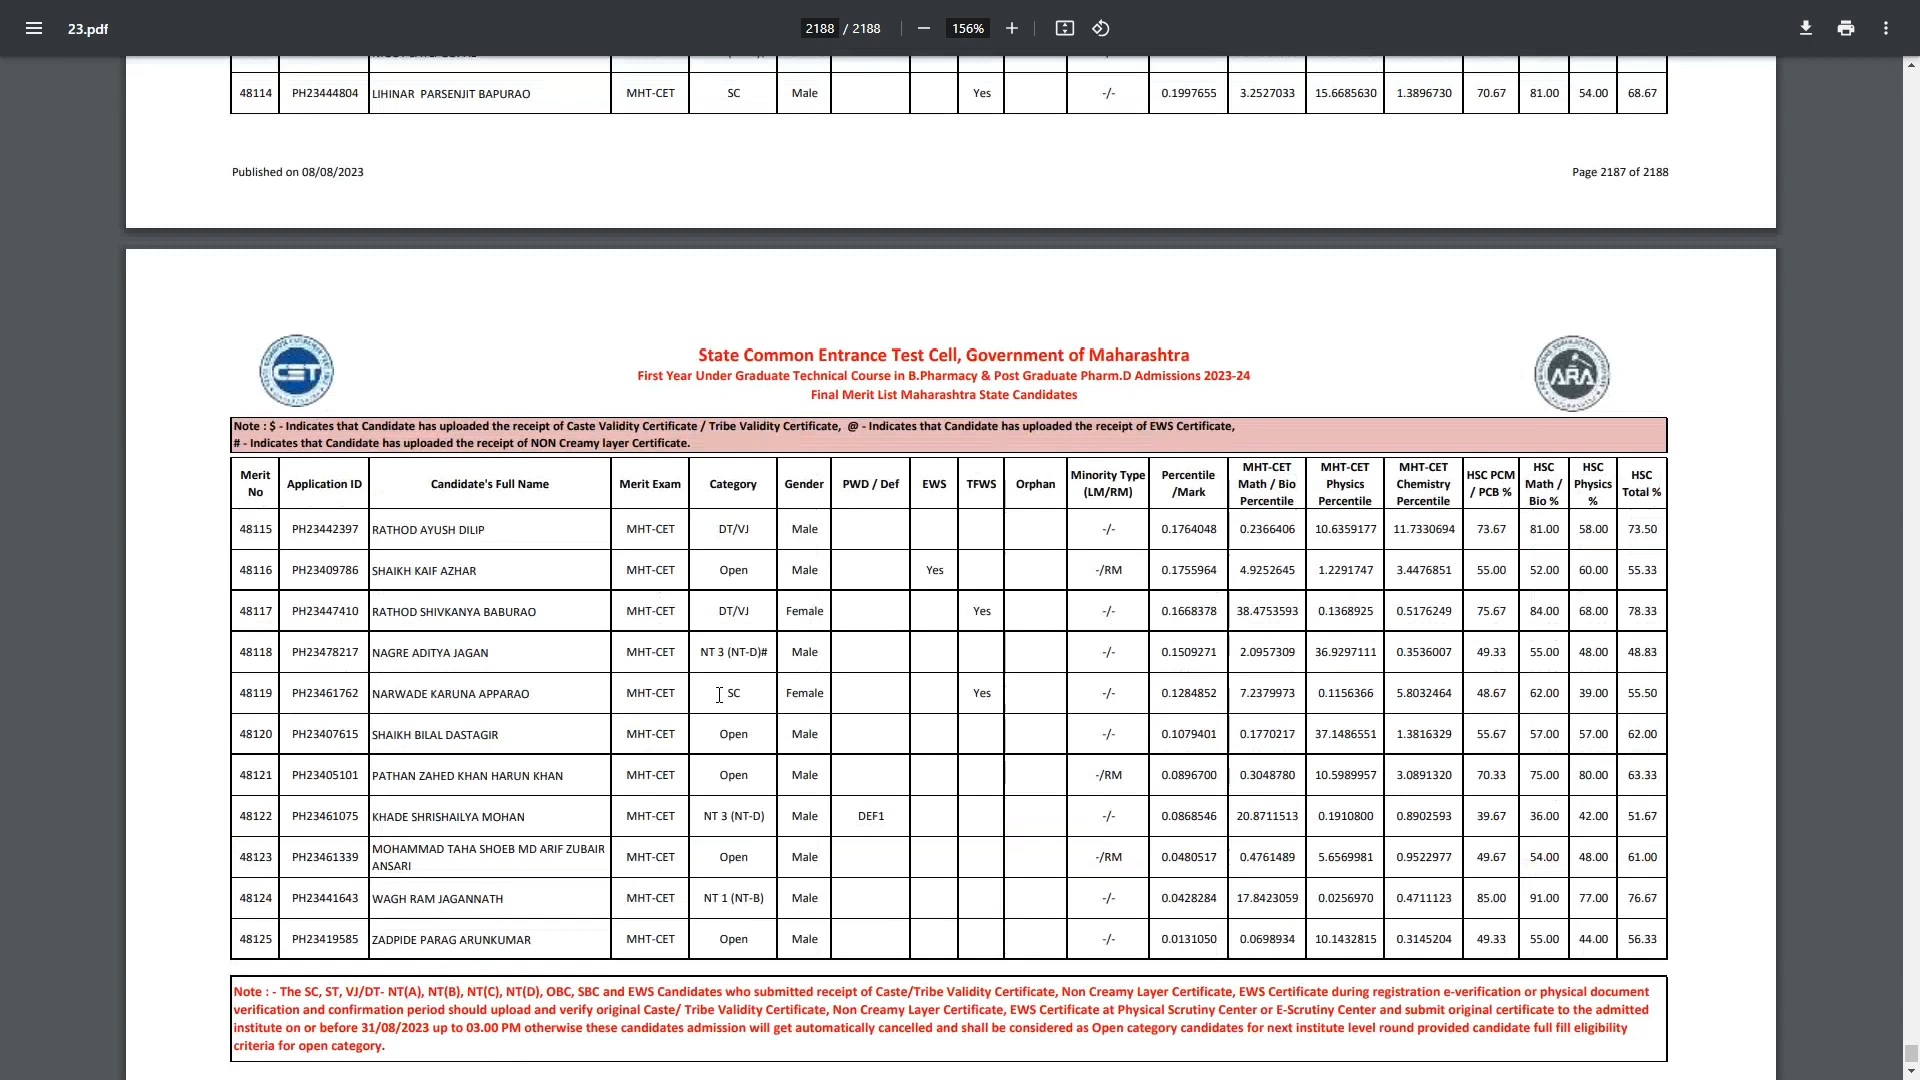 23.pdf
2188 / 2188
156%
48114 PH23444804 LIHINAR PARSENJIT BAPURAO MHT-CET SC Male Yes -/- 0.1997655 3.2527033 15.6685630 1.3896730 70.67 81.00 54.00 68.67
Published on 08/08/2023
Page 2187 of 2188
CET
ARA
State Common Entrance Test Cell, Government of Maharashtra
First Year Under Graduate Technical Course in B.Pharmacy & Post Graduate Pharm.D Admissions 2023-24
Final Merit List Maharashtra State Candidates
Note : $ - Indicates that Candidate has uploaded the receipt of Caste Validity Certificate / Tribe Validity Certificate, @ - Indicates that Candidate has uploaded the receipt of EWS Certificate,
# - Indicates that Candidate has uploaded the receipt of NON Creamy layer Certificate.
Merit No Application ID Candidate's Full Name Merit Exam Category Gender PWD / Def EWS TFWS Orphan Minority Type (LM/RM) Percentile /Mark MHT-CET Math / Bio Percentile MHT-CET Physics Percentile MHT-CET Chemistry Percentile HSC PCM / PCB % HSC Math / Bio % HSC Physics % HSC Total %
48115 PH23442397 RATHOD AYUSH DILIP MHT-CET DT/VJ Male -/- 0.1764048 0.2366406 10.6359177 11.7330694 73.67 81.00 58.00 73.50
48116 PH23409786 SHAIKH KAIF AZHAR MHT-CET Open Male Yes -/RM 0.1755964 4.9252645 1.2291747 3.4476851 55.00 52.00 60.00 55.33
48117 PH23447410 RATHOD SHIVKANYA BABURAO MHT-CET DT/VJ Female Yes -/- 0.1668378 38.4753593 0.1368925 0.5176249 75.67 84.00 68.00 78.33
48118 PH23478217 NAGRE ADITYA JAGAN MHT-CET NT 3 (NT-D)# Male -/- 0.1509271 2.0957309 36.9297111 0.3536007 49.33 55.00 48.00 48.83
48119 PH23461762 NARWADE KARUNA APPARAO MHT-CET SC Female Yes -/- 0.1284852 7.2379973 0.1156366 5.8032464 48.67 62.00 39.00 55.50
48120 PH23407615 SHAIKH BILAL DASTAGIR MHT-CET Open Male -/- 0.1079401 0.1770217 37.1486551 1.3816329 55.67 57.00 57.00 62.00
48121 PH23405101 PATHAN ZAHED KHAN HARUN KHAN MHT-CET Open Male -/RM 0.0896700 0.3048780 10.5989957 3.0891320 70.33 75.00 80.00 63.33
48122 PH23461075 KHADE SHRISHAILYA MOHAN MHT-CET NT 3 (NT-D) Male DEF1 -/- 0.0868546 20.8711513 0.1910800 0.8902593 39.67 36.00 42.00 51.67
48123 PH23461339 MOHAMMAD TAHA SHOEB MD ARIF ZUBAIR ANSARI MHT-CET Open Male -/RM 0.0480517 0.4761489 5.6569981 0.9522977 49.67 54.00 48.00 61.00
48124 PH23441643 WAGH RAM JAGANNATH MHT-CET NT 1 (NT-B) Male -/- 0.0428284 17.8423059 0.0256970 0.4711123 85.00 91.00 77.00 76.67
48125 PH23419585 ZADPIDE PARAG ARUNKUMAR MHT-CET Open Male -/- 0.0131050 0.0698934 10.1432815 0.3145204 49.33 55.00 44.00 56.33
Note : - The SC, ST, VJ/DT- NT(A), NT(B), NT(C), NT(D), OBC, SBC and EWS Candidates who submitted receipt of Caste/Tribe Validity Certificate, Non Creamy Layer Certificate, EWS Certificate during registration e-verification or physical document
verification and confirmation period should upload and verify original Caste/ Tribe Validity Certificate, Non Creamy Layer Certificate, EWS Certificate at Physical Scrutiny Center or E-Scrutiny Center and submit original certificate to the admitted
institute on or before 31/08/2023 up to 03.00 PM otherwise these candidates admission will get automatically cancelled and shall be considered as Open category candidates for next institute level round provided candidate full fill eligibility
criteria for open category.